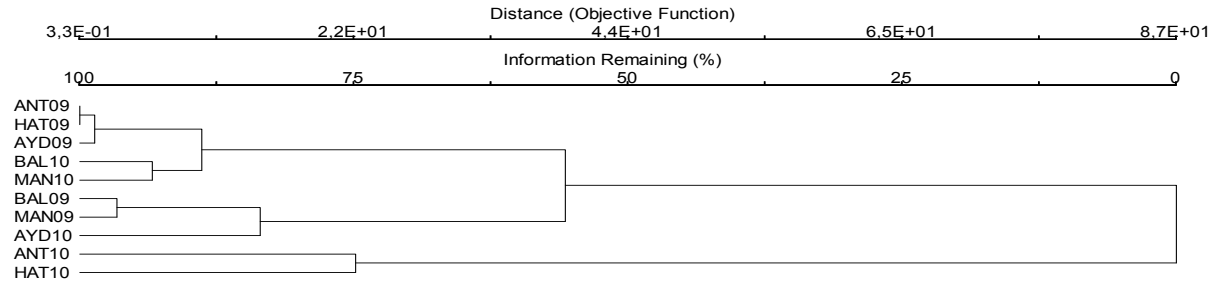 Distance (Objective Function)
3,3E-01 2,2E+01 4,4E+01 6,5E+01 8,7E+01
Information Remaining (%)
100 75 50 25 0
ANT09
HAT09
AYD09
BAL10
MAN10
BAL09
MAN09
AYD10
ANT10
HAT10